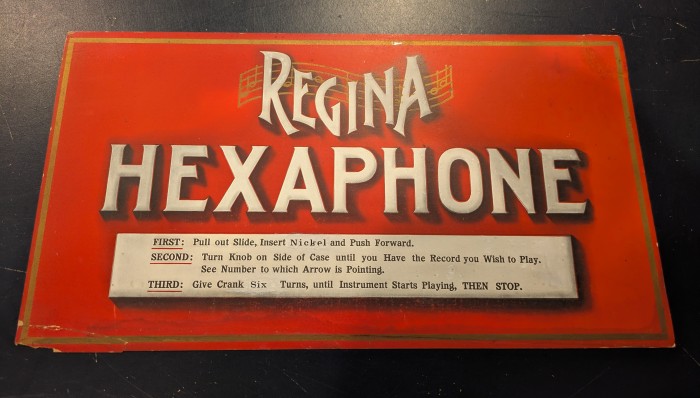 REGINA
HEXAPHONE
FIRST: Pull out Slide, Insert Nickel and Push Forward.
SECOND: Turn Knob on Side of Case until you Have the Record you Wish to Play.
See Number to which Arrow is Pointing.
THIRD: Give Crank Six Turns, until Instrument Starts Playing, THEN STOP.